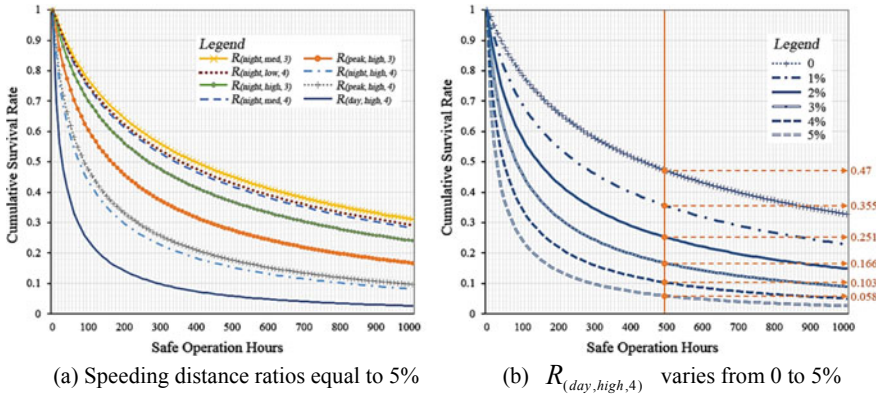 Cumulative Survival Rate
1
0.9
0.8
0.7
0.6
0.5
0.4
0.3
0.2
0.1
0
0 100 200 300 400 500 600 700 800 900 1000
Safe Operation Hours
Legend
R(night, med, 3) R(peak, high, 3)
R(night, low, 4) R(night, high, 4)
R(night, high, 3) R(peak, high, 4)
R(night, med, 4) R(day, high, 4)
(a) Speeding distance ratios equal to 5%
Cumulative Survival Rate
1
0.9
0.8
0.7
0.6
0.5
0.4
0.3
0.2
0.1
0
0 100 200 300 400 500 600 700 800 900 1000
Safe Operation Hours
Legend
0
1%
2%
3%
4%
5%
0.47
0.355
0.251
0.166
0.103
0.058
(b) R(day,high,4) varies from 0 to 5%